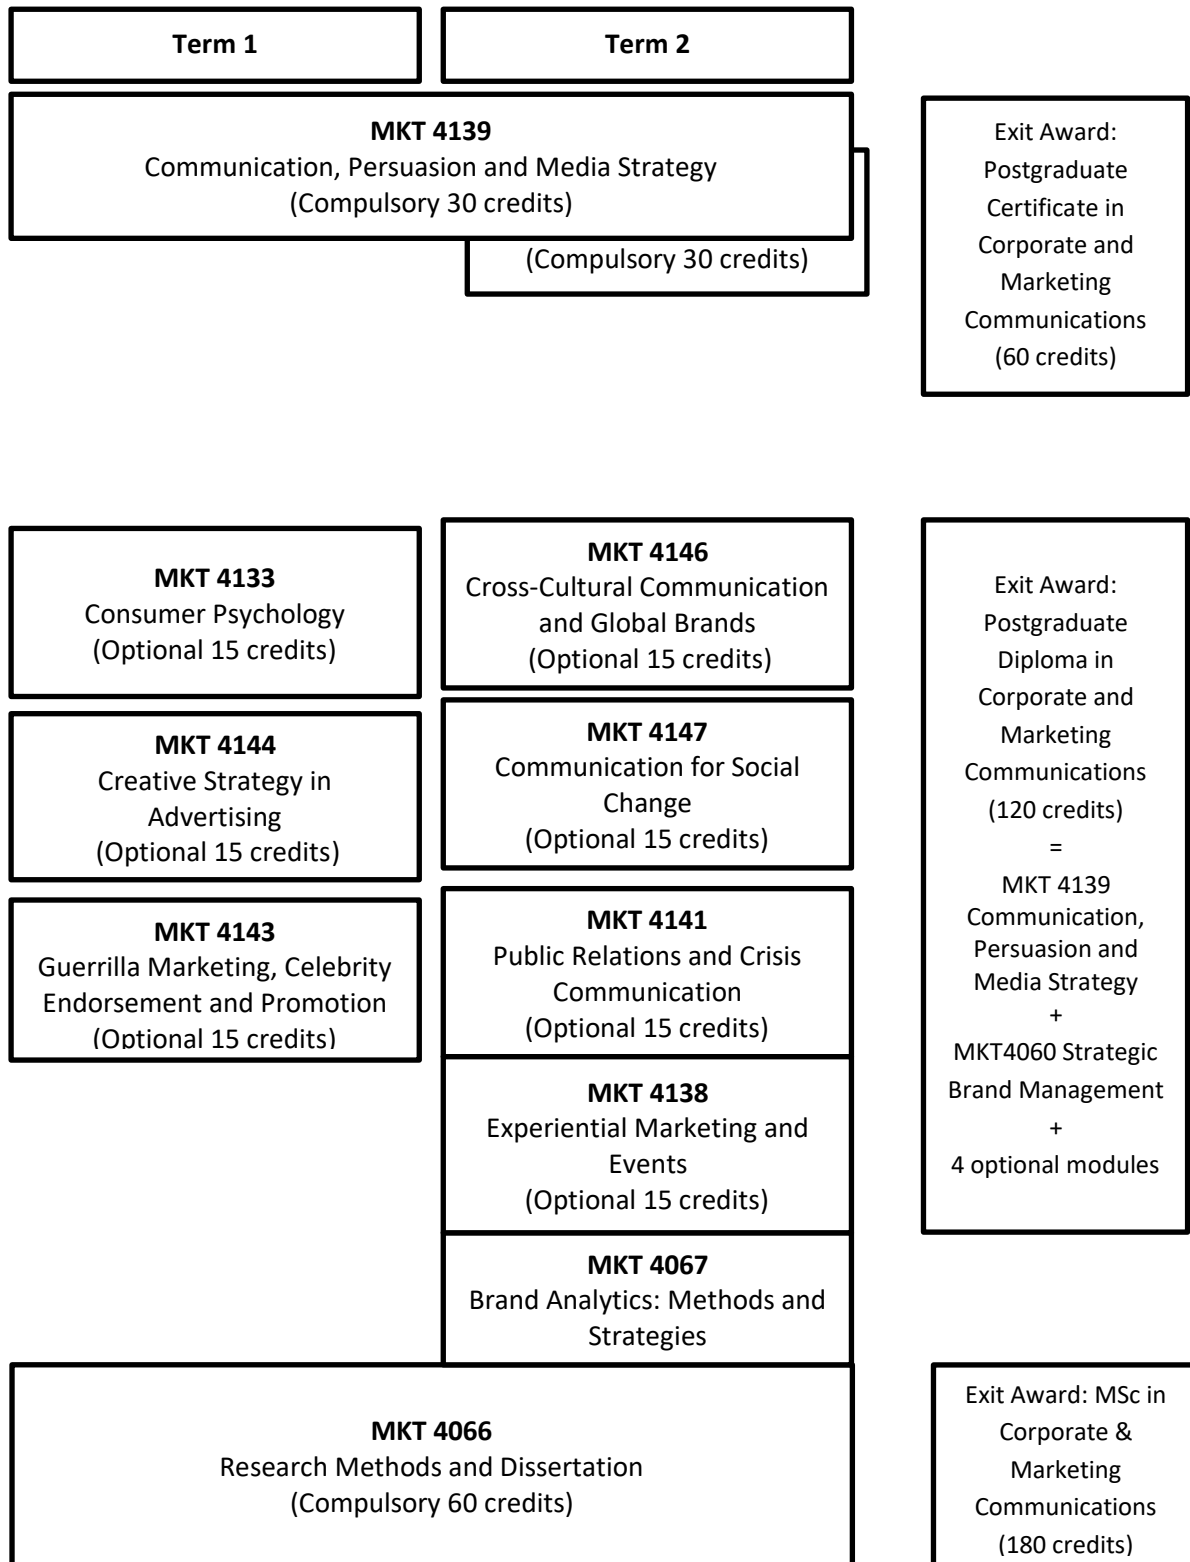 Term 1
Term 2
MKT 4139
Communication, Persuasion and Media Strategy
(Compulsory 30 credits)
(Compulsory 30 credits)
Exit Award:
Postgraduate
Certificate in
Corporate and
Marketing
Communications
(60 credits)
MKT 4133
Consumer Psychology
(Optional 15 credits)
MKT 4146
Cross-Cultural Communication
and Global Brands
(Optional 15 credits)
MKT 4144
Creative Strategy in
Advertising
(Optional 15 credits)
MKT 4147
Communication for Social
Change
(Optional 15 credits)
MKT 4143
Guerrilla Marketing, Celebrity
Endorsement and Promotion
(Optional 15 credits)
MKT 4141
Public Relations and Crisis
Communication
(Optional 15 credits)
MKT 4138
Experiential Marketing and
Events
(Optional 15 credits)
MKT 4067
Brand Analytics: Methods and
Strategies
Exit Award:
Postgraduate
Diploma in
Corporate and
Marketing
Communications
(120 credits)
=
MKT 4139
Communication,
Persuasion and
Media Strategy
+
MKT4060 Strategic
Brand Management
+
4 optional modules
MKT 4066
Research Methods and Dissertation
(Compulsory 60 credits)
Exit Award: MSc in
Corporate &
Marketing
Communications
(180 credits)